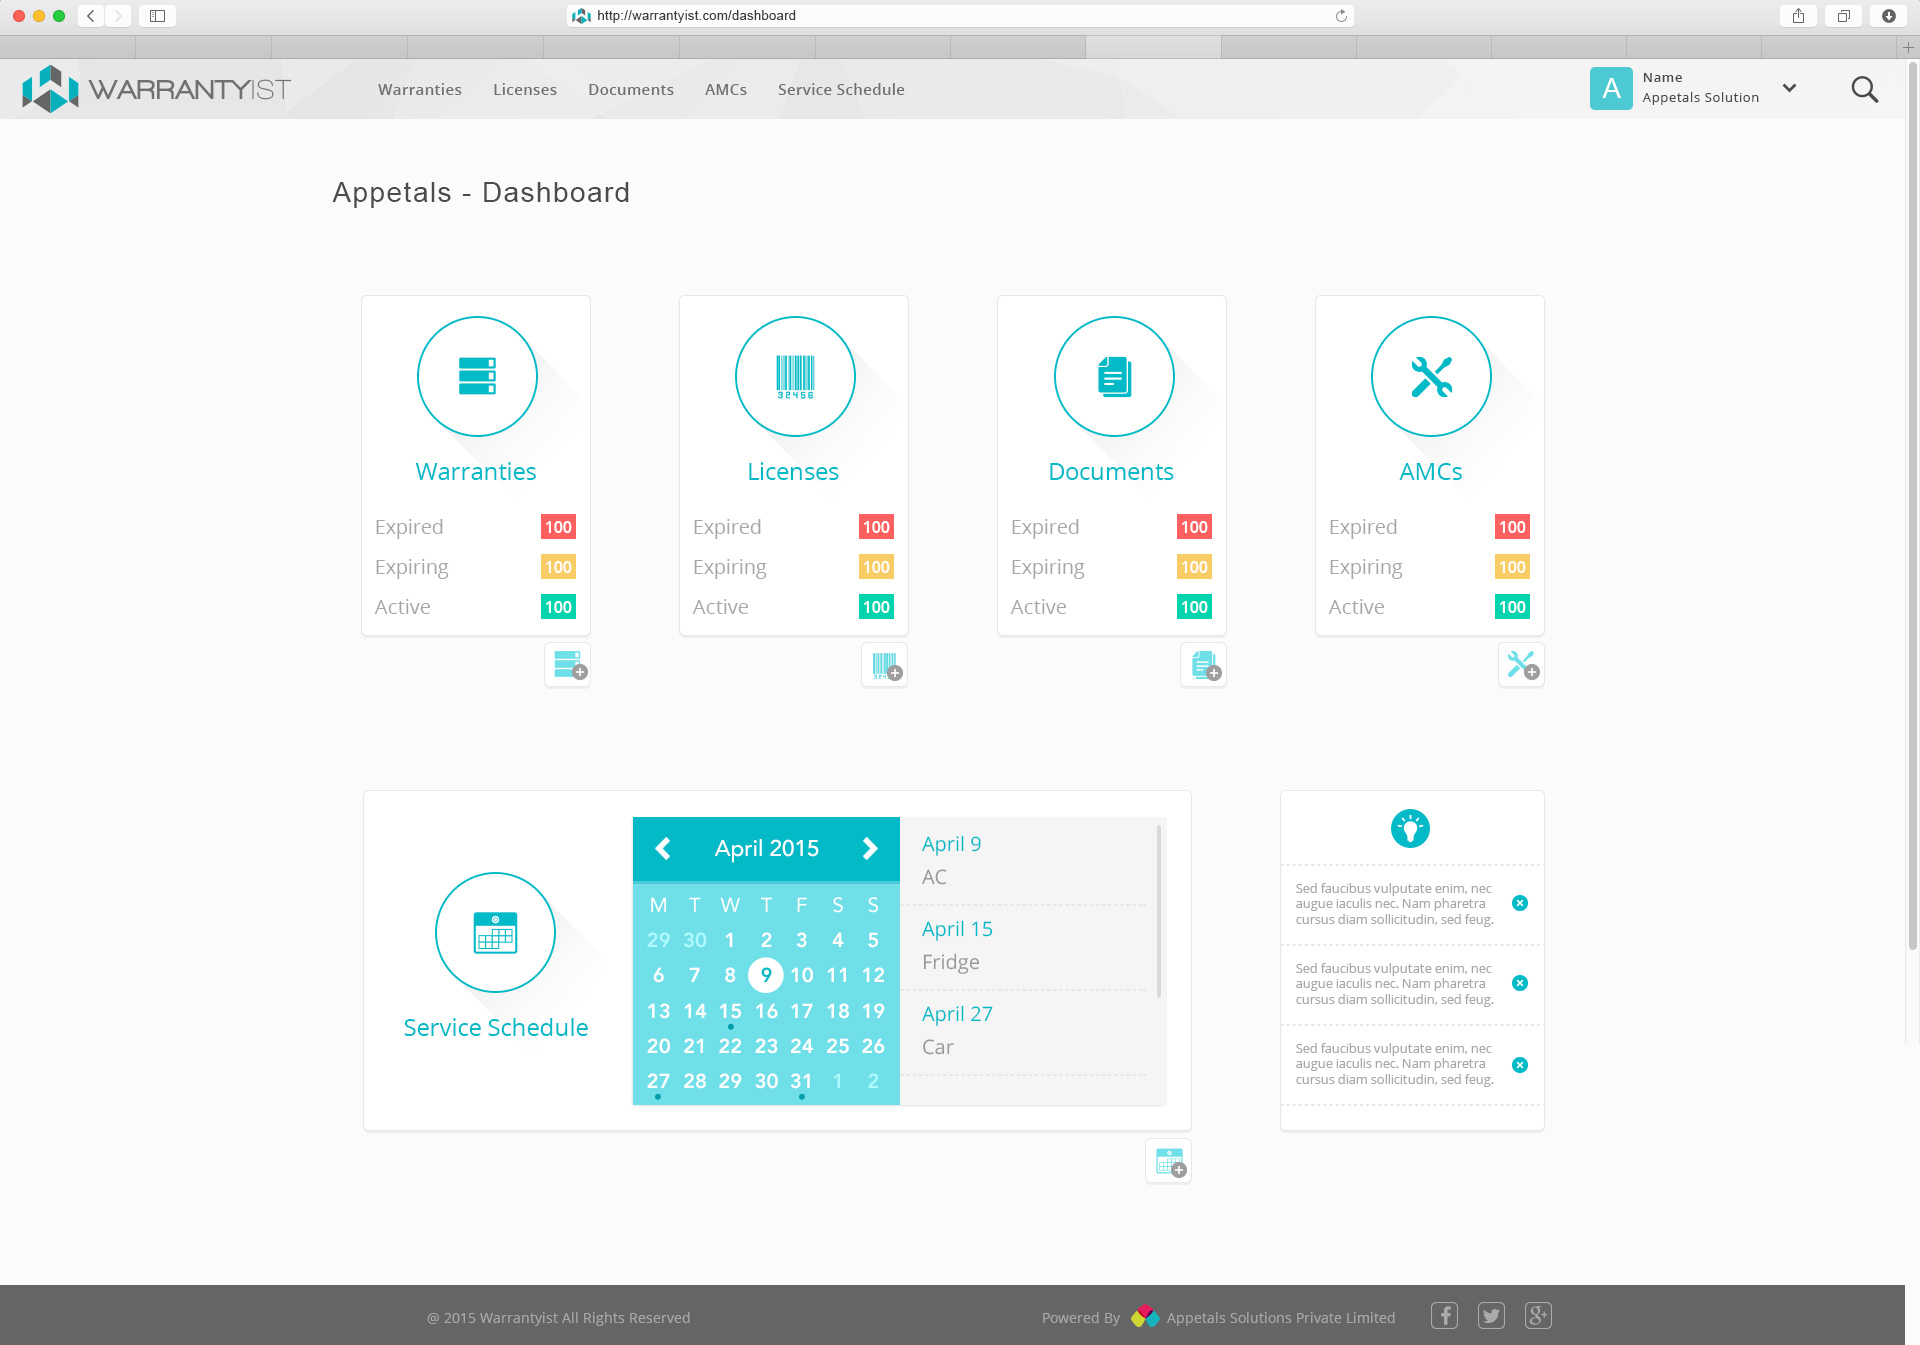 http://warrantyist.com/dashboard
WARRANTYIST
Warranties Licenses Documents AMCs Service Schedule
A
Name
Appetals Solution
Appetals - Dashboard
32456
Warranties Licenses Documents AMCs
Expired 100 Expired 100 Expired 100 Expired 100
Expiring 100 Expiring 100 Expiring 100 Expiring 100
Active 100 Active 100 Active 100 Active 100
32456
Service Schedule
April 2015
M T W T F S S
29 30 1 2 3 4 5
6 7 8 9 10 11 12
13 14 15 16 17 18 19
20 21 22 23 24 25 26
27 28 29 30 31 1 2
April 9
AC
April 15
Fridge
April 27
Car
Sed faucibus vulputate enim, nec
augue iaculis nec. Nam pharetra
cursus diam sollicitudin, sed feug.
Sed faucibus vulputate enim, nec
augue iaculis nec. Nam pharetra
cursus diam sollicitudin, sed feug.
Sed faucibus vulputate enim, nec
augue iaculis nec. Nam pharetra
cursus diam sollicitudin, sed feug.
@ 2015 Warrantyist All Rights Reserved
Powered By Appetals Solutions Private Limited